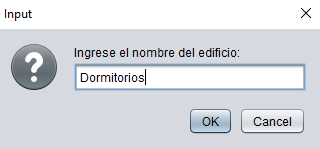 Input
Ingrese el nombre del edificio:
Dormitorios
OK
Cancel